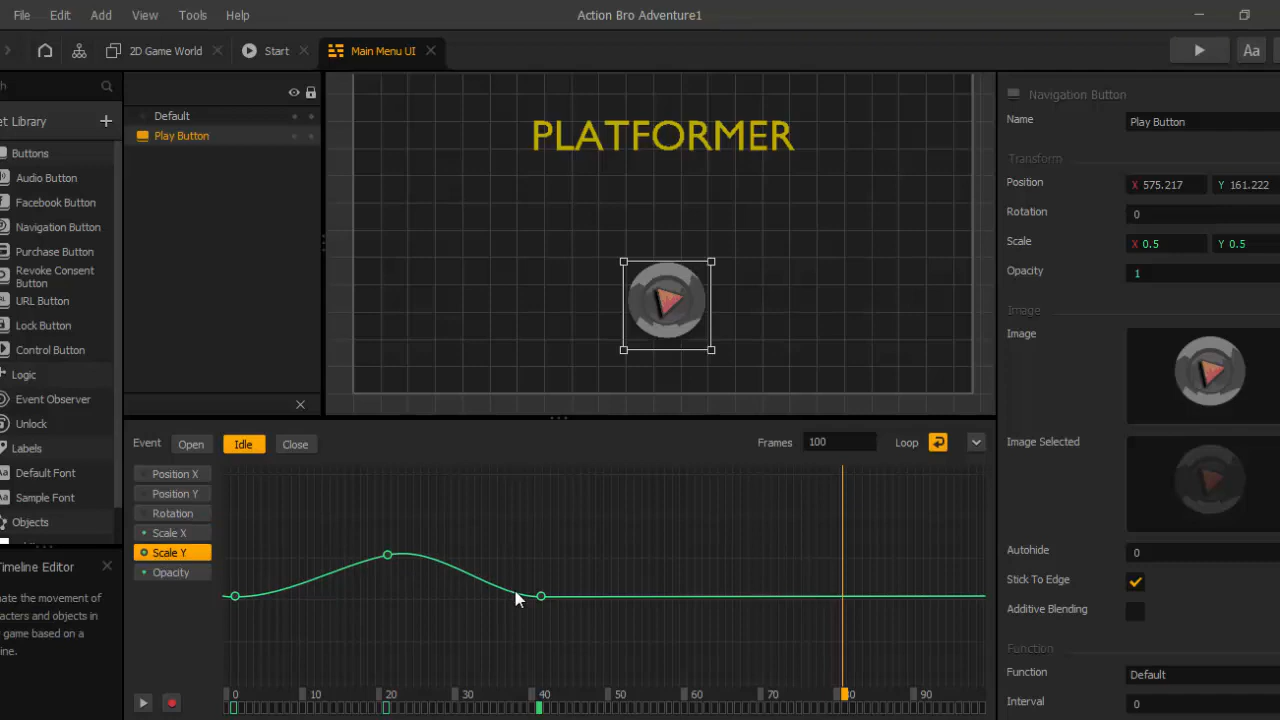 File Edit Add View Tools Help Action Bro Adventure1
2D Game World Start Main Menu UI Aa
et Library
Buttons
Audio Button
Facebook Button
Navigation Button
Purchase Button
Revoke Consent
Button
URL Button
Lock Button
Control Button
Logic
Event Observer
Unlock
Labels
Aa Default Font
Aa Sample Font
Objects
Timeline Editor
nate the movement of
racters and objects in
game based on a
ine.
Default
Play Button
PLATFORMER
Event Open Idle Close Frames 100 Loop
Position X
Position Y
Rotation
Scale X
Scale Y
Opacity
0 10 20 30 40 50 60 70 80 90
Navigation Button
Name Play Button
Transform
Position X 575.217 Y 161.222
Rotation 0
Scale X 0.5 Y 0.5
Opacity 1
Image
Image
Image Selected
Autohide 0
Stick To Edge
Additive Blending
Function
Function Default
Interval 0